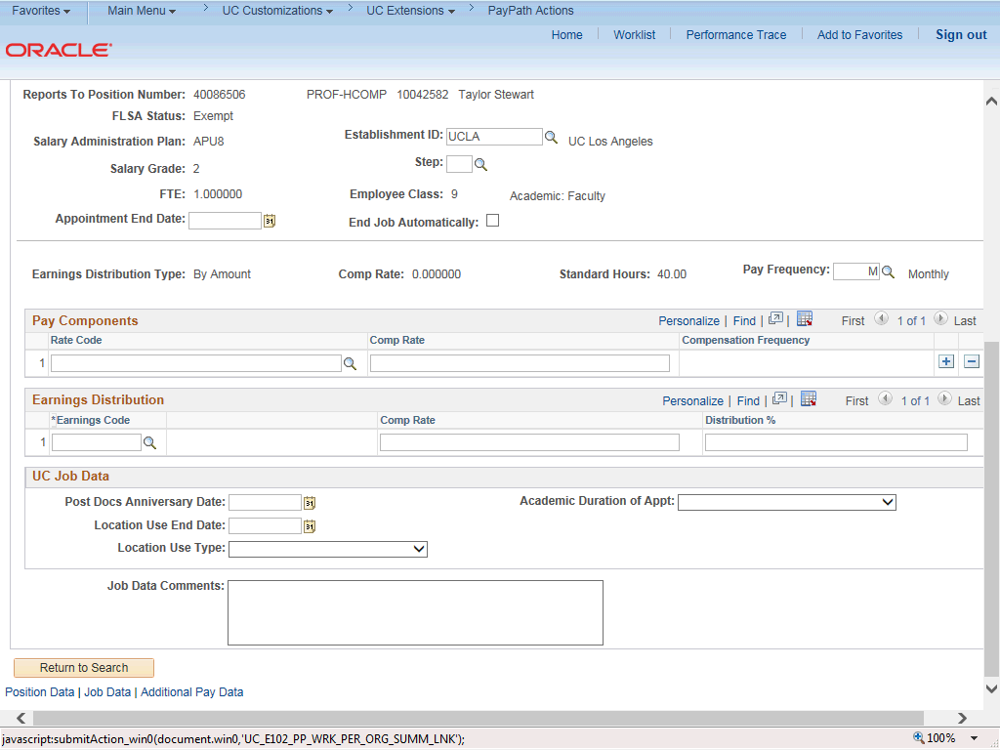 Favorites Main Menu > UC Customizations > UC Extensions > PayPath Actions
Home Worklist Performance Trace Add to Favorites Sign out
ORACLE
Reports To Position Number: 40086506 PROF-HCOMP 10042582 Taylor Stewart
FLSA Status: Exempt
Establishment ID: UCLA UC Los Angeles
Salary Administration Plan: APU8
Step:
Salary Grade: 2
FTE: 1.000000 Employee Class: 9 Academic: Faculty
Appointment End Date: 31 End Job Automatically:
Earnings Distribution Type: By Amount Comp Rate: 0.000000 Standard Hours: 40.00 Pay Frequency: M Monthly
Pay Components Personalize | Find | | First 1 of 1 Last
Rate Code Comp Rate Compensation Frequency
1
Earnings Distribution Personalize | Find | | First 1 of 1 Last
*Earnings Code Comp Rate Distribution %
1
UC Job Data
Post Docs Anniversary Date: 31 Academic Duration of Appt:
Location Use End Date: 31
Location Use Type:
Job Data Comments:
Return to Search
Position Data | Job Data | Additional Pay Data
javascript:submitAction_win0(document.win0,'UC_E102_PP_WRK_PER_ORG_SUMM_LNK'); 100%